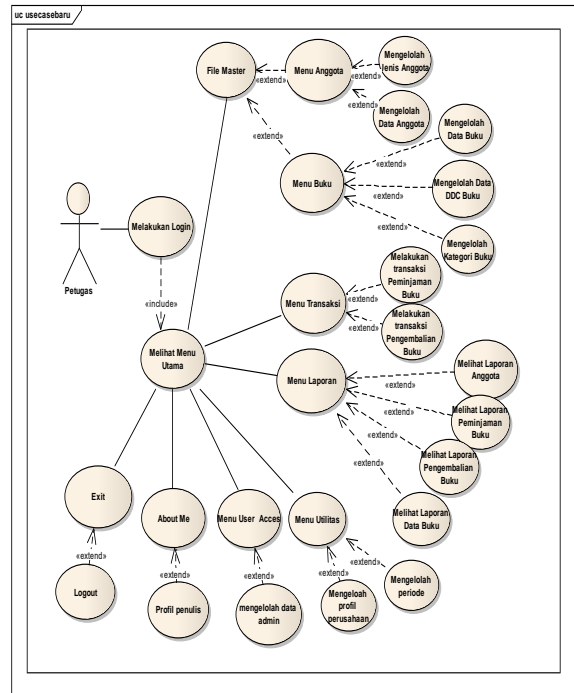 uc usecasebaru
File Master
«extend»
Menu Anggota
«extend»
Mengelolah
Jenis Anggota
«extend»
Mengelolah
Data Anggota
«extend»
Menu Buku
«extend»
Mengelolah
Data Buku
«extend»
Mengelolah Data
DDC Buku
«extend»
Mengelolah
Kategori Buku
Petugas
Melakukan Login
«include»
Melihat Menu
Utama
Menu Transaksi
«extend»
Melakukan
transaksi
Peminjaman
Buku
«extend»
Melakukan
transaksi
Pengembalian
Buku
Menu Laporan
«extend»
Melihat Laporan
Anggota
«extend»
Melihat Laporan
Peminjaman
Buku
«extend»
Melihat Laporan
Pengembalian
Buku
«extend»
Melihat Laporan
Data Buku
Exit
«extend»
Logout
About Me
«extend»
Profil penulis
Menu User Acces
«extend»
mengelolah data
admin
Menu Utilitas
«extend»
Mengeloah
profil
perusahaan
«extend»
Mengelolah
periode